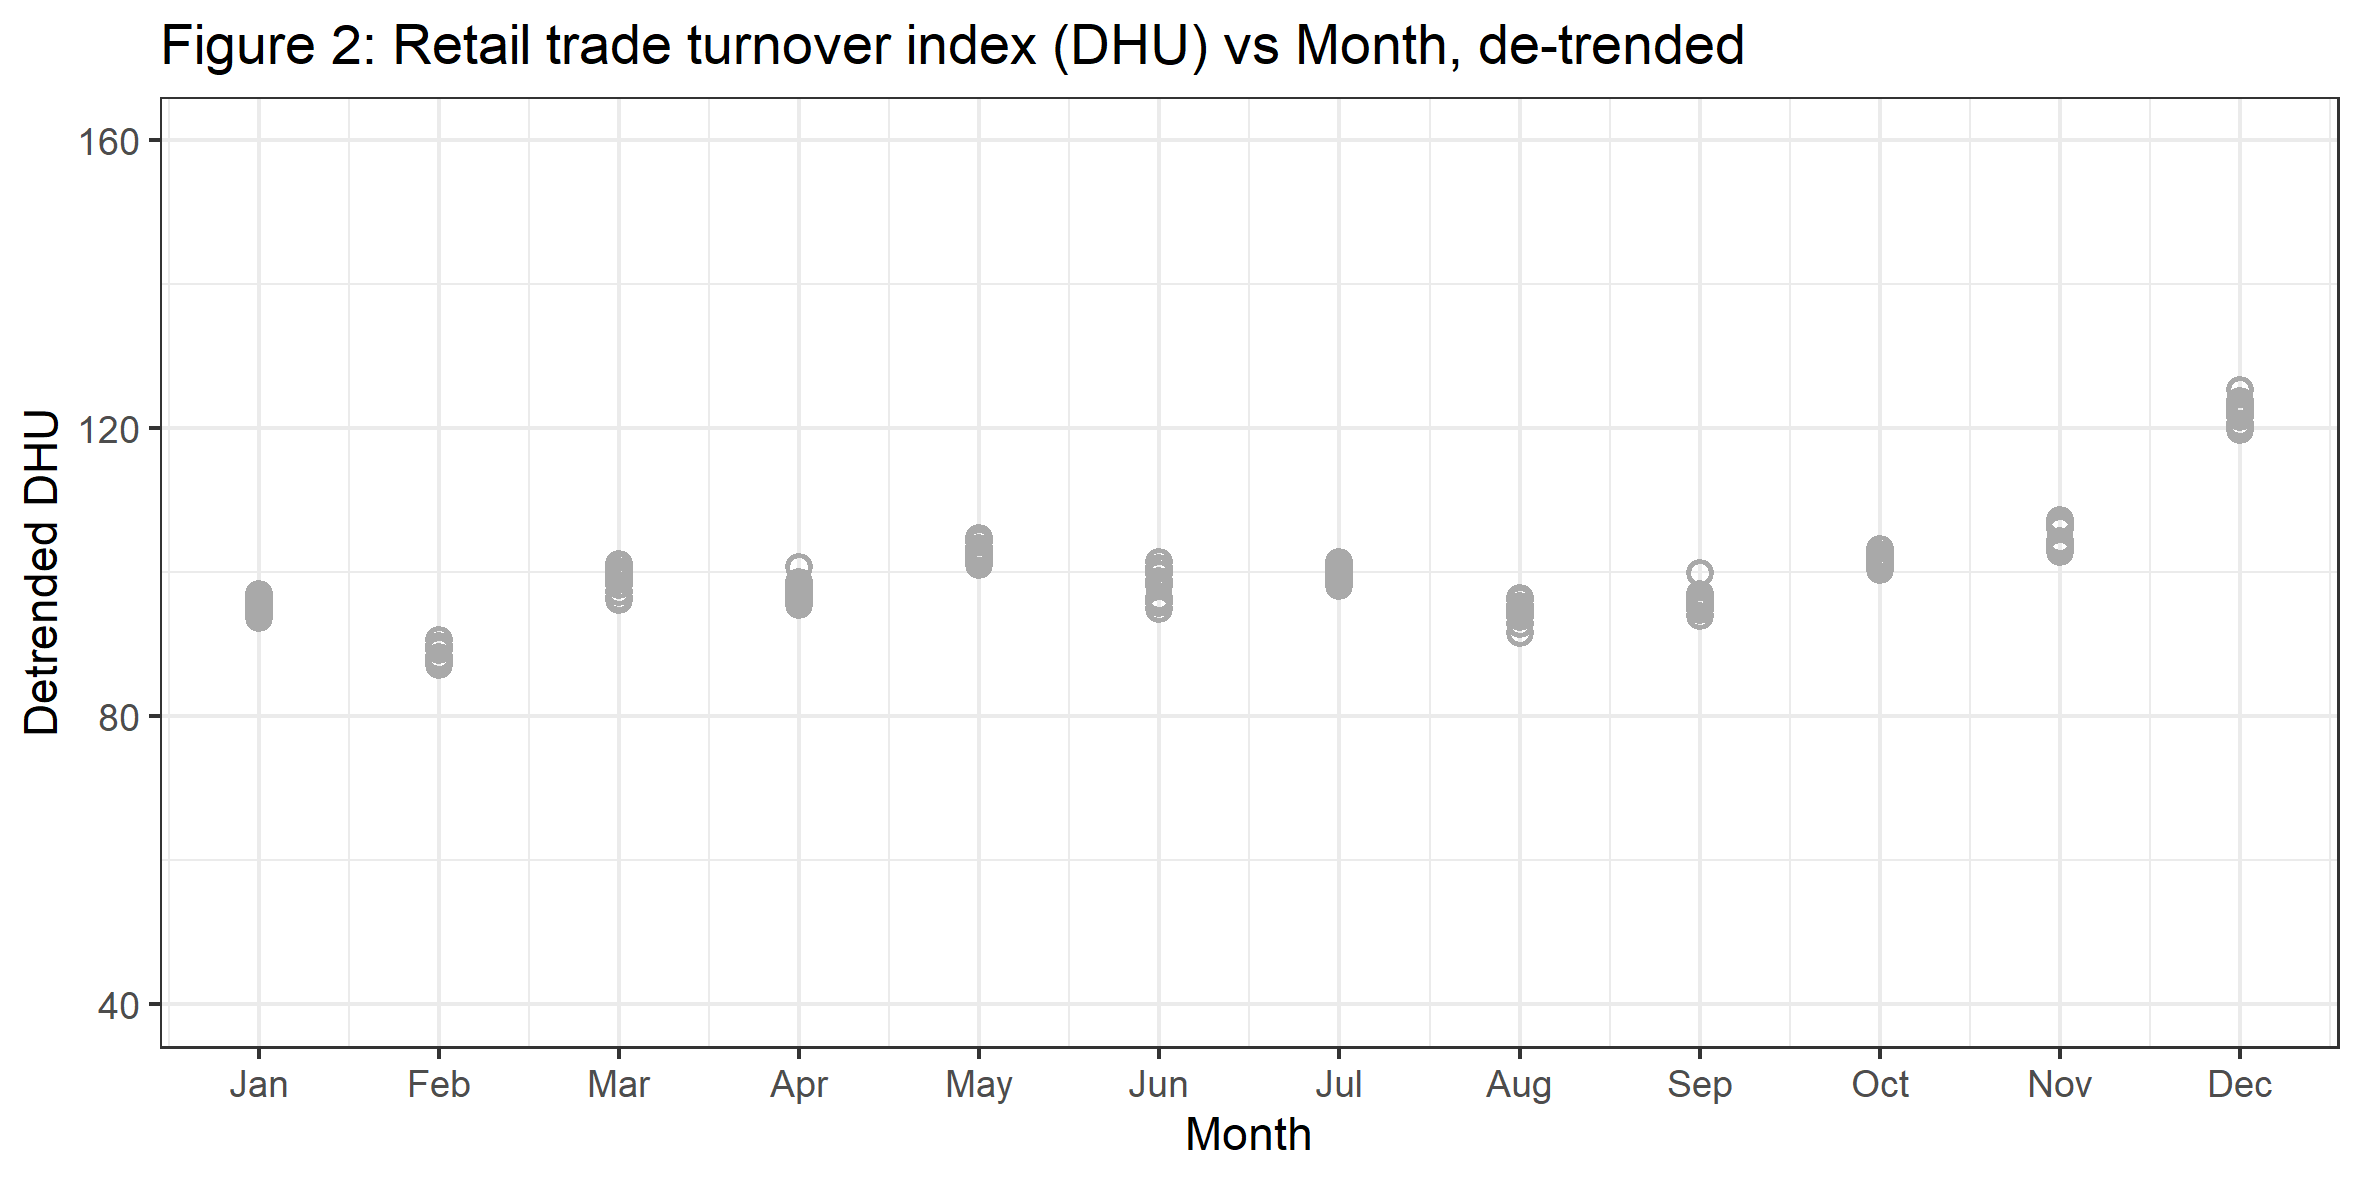 Figure 2: Retail trade turnover index (DHU) vs Month, de-trended
Detrended DHU
160
120
80
40
Jan Feb Mar Apr May Jun Jul Aug Sep Oct Nov Dec
Month